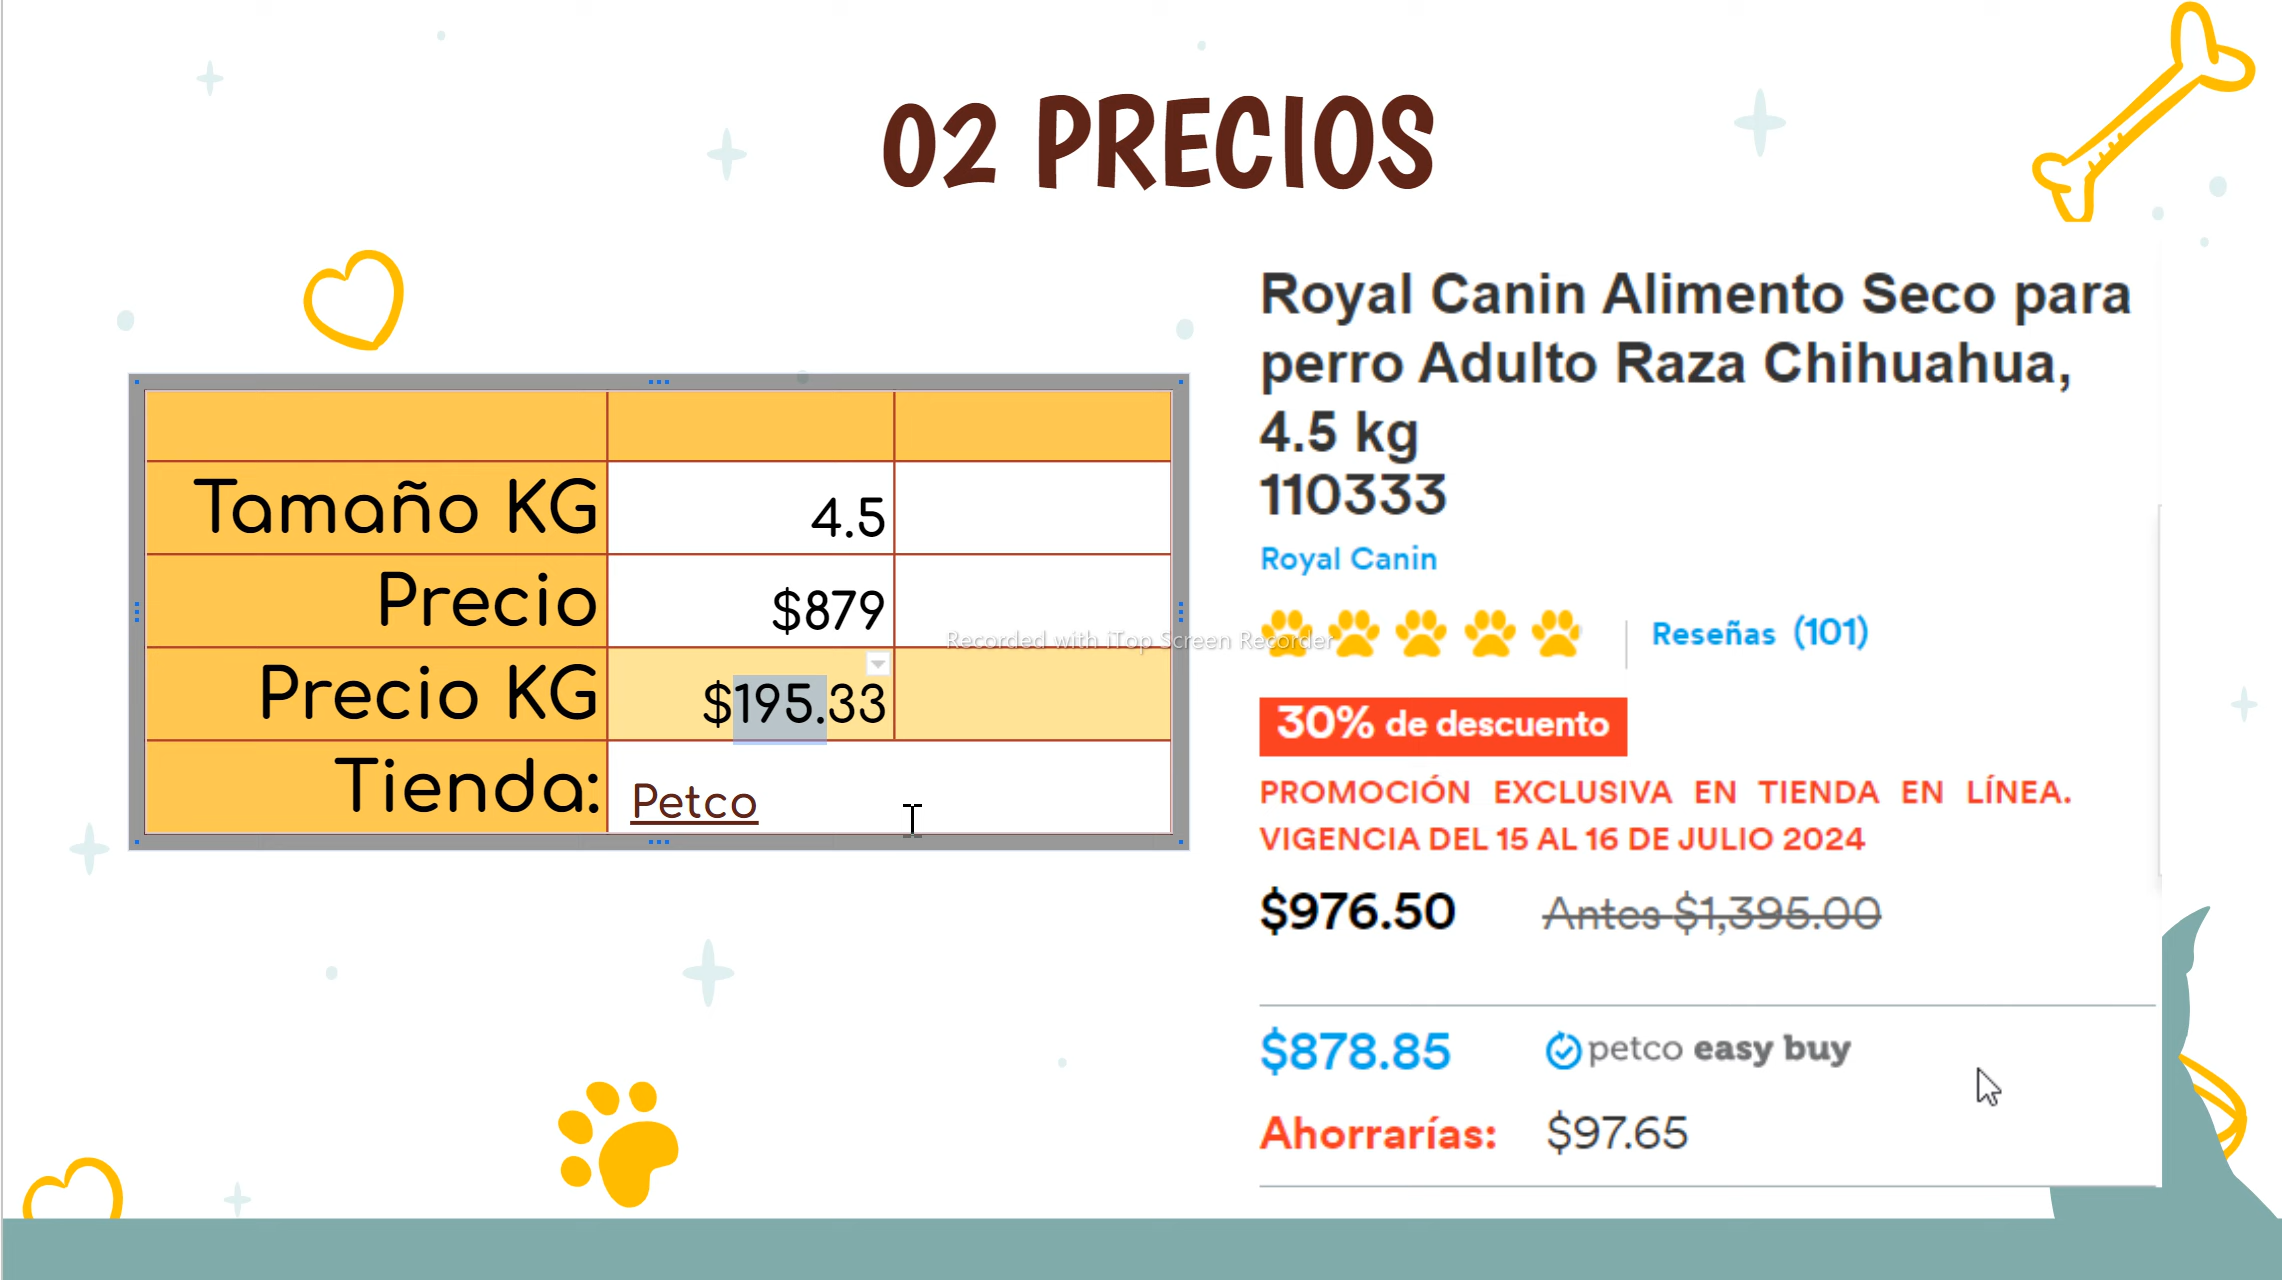 02 PRECIOS
Tamaño KG 4.5
Precio $879
Precio KG $195.33
Tienda: Petco
Recorded with iTop Screen Recorder
Royal Canin Alimento Seco para
perro Adulto Raza Chihuahua,
4.5 kg
110333
Royal Canin
Reseñas (101)
30% de descuento
PROMOCIÓN EXCLUSIVA EN TIENDA EN LÍNEA.
VIGENCIA DEL 15 AL 16 DE JULIO 2024
$976.50 Antes $1,395.00
$878.85 petco easy buy
Ahorrarías: $97.65